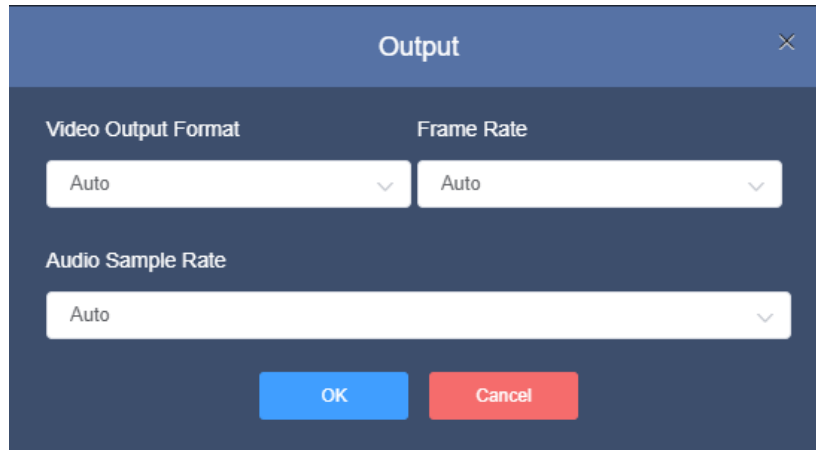 Output
Video Output Format
Frame Rate
Auto
Auto
Audio Sample Rate
Auto
OK
Cancel